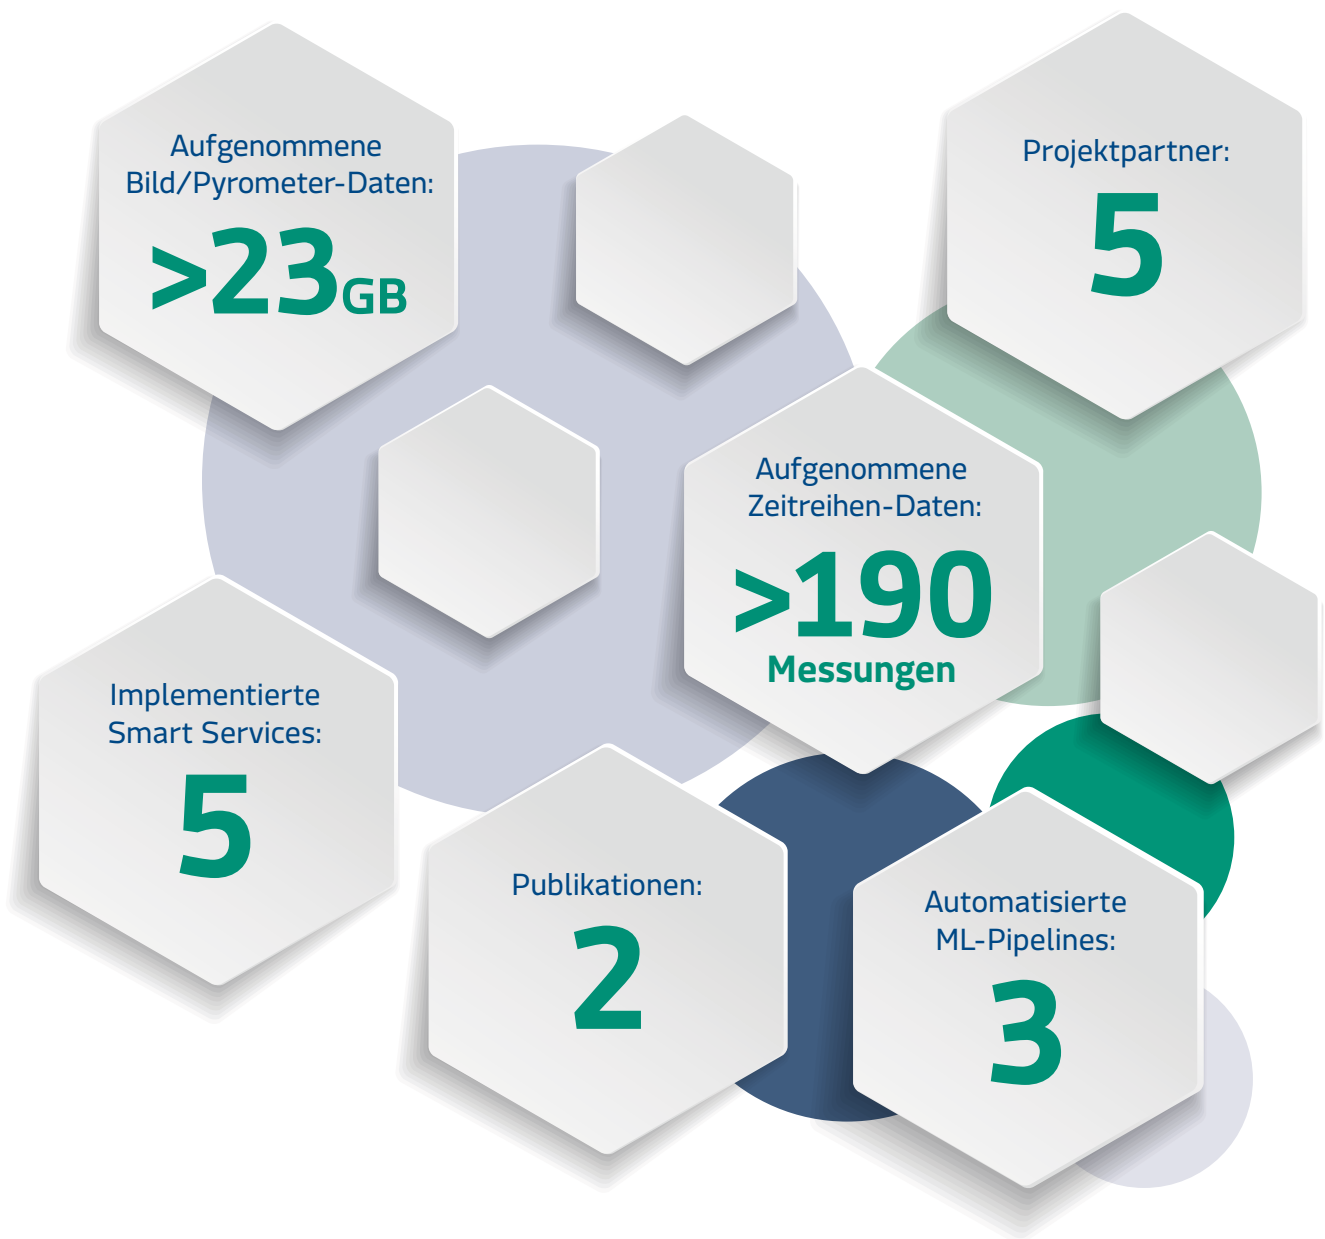 Aufgenommene
Bild/Pyrometer-Daten:
>23GB
Projektpartner:
5
Aufgenommene
Zeitreihen-Daten:
>190
Messungen
Implementierte
Smart Services:
5
Publikationen:
2
Automatisierte
ML-Pipelines:
3